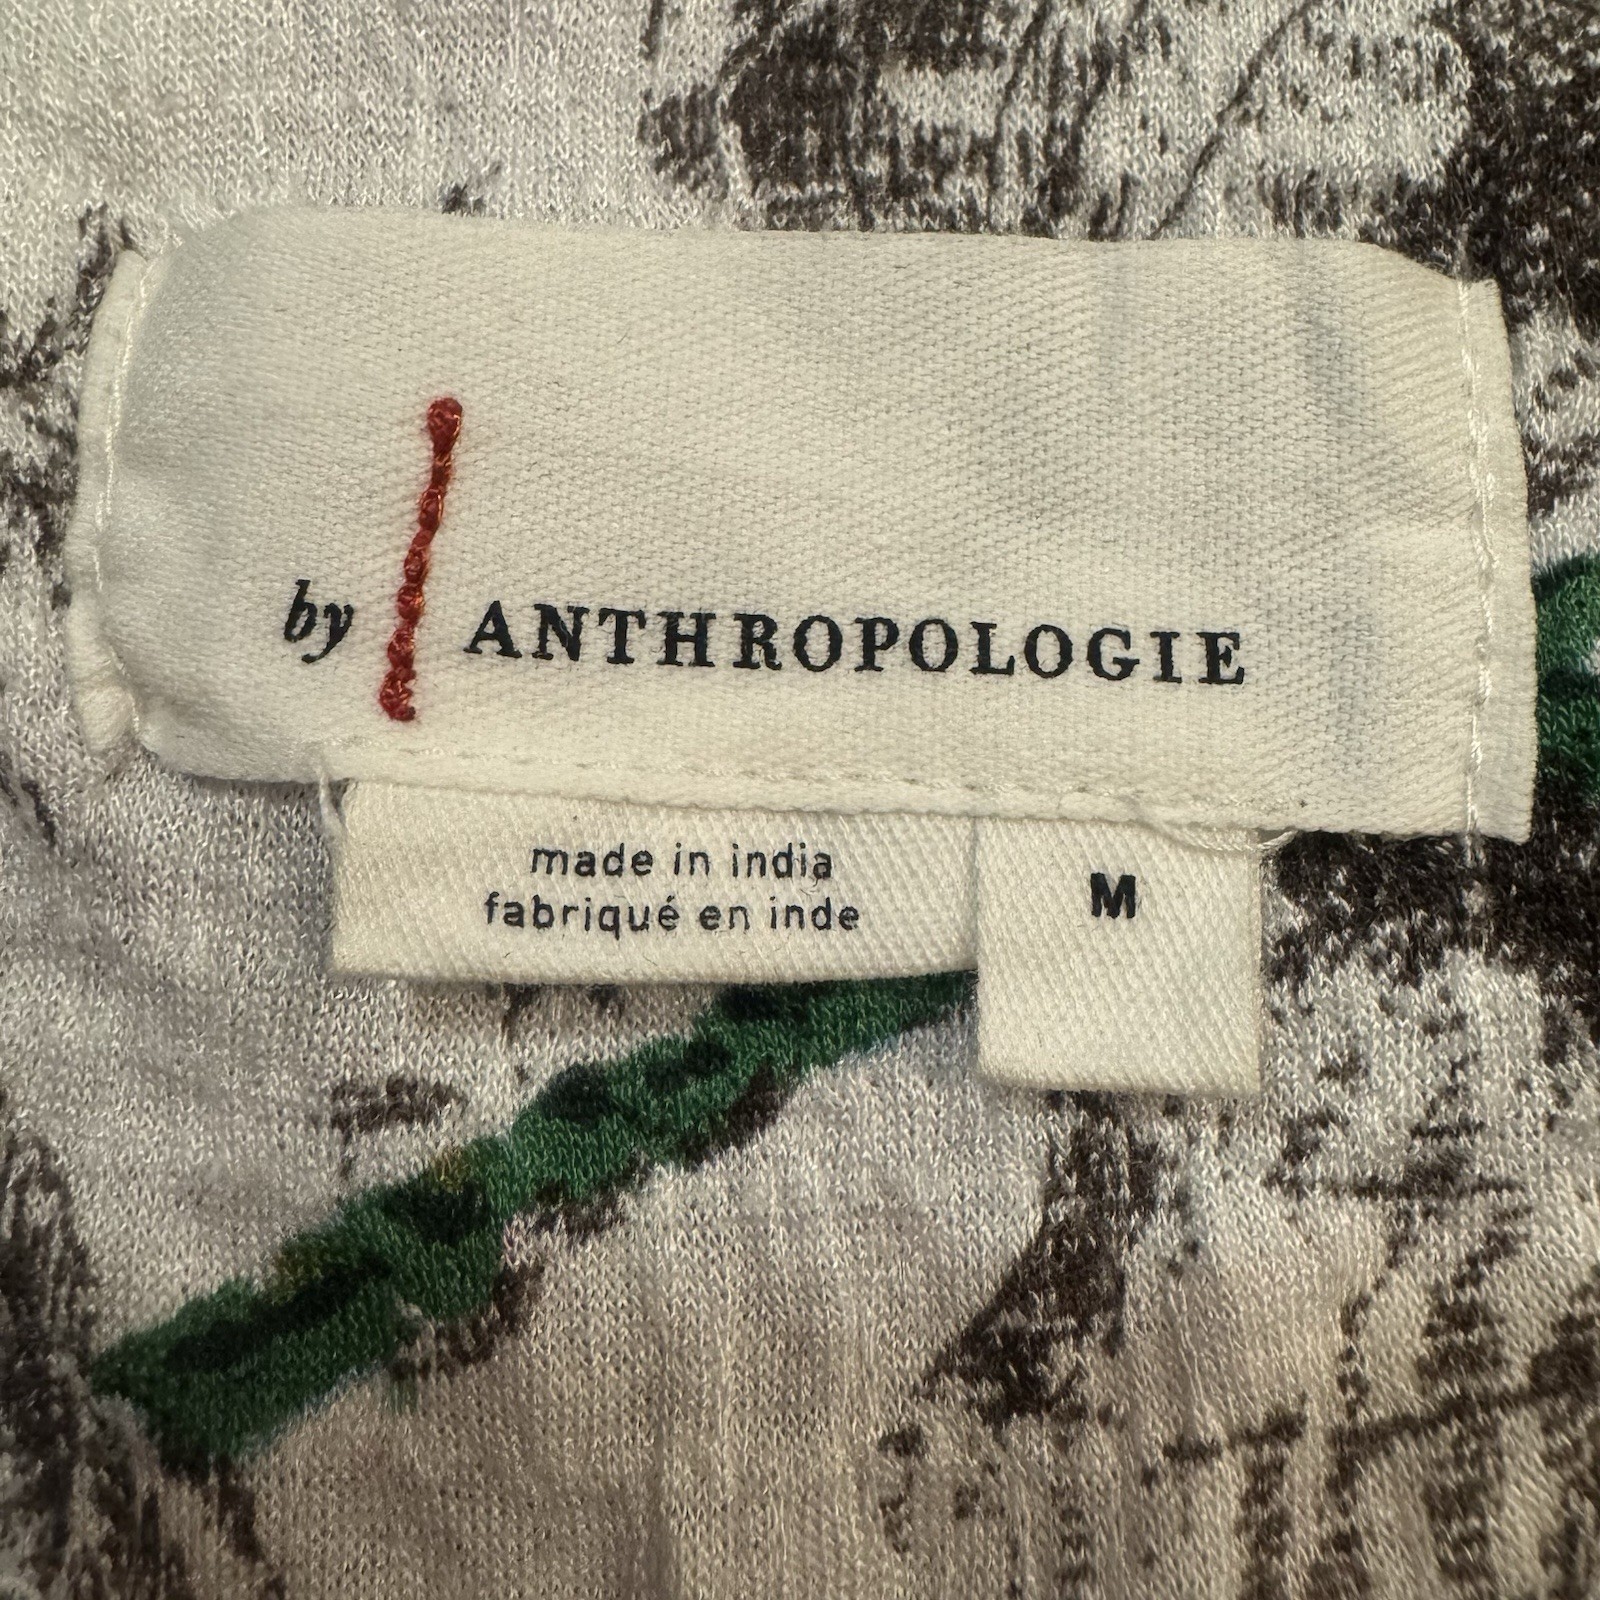 by ANTHROPOLOGIE
made in india
fabriqué en inde
M